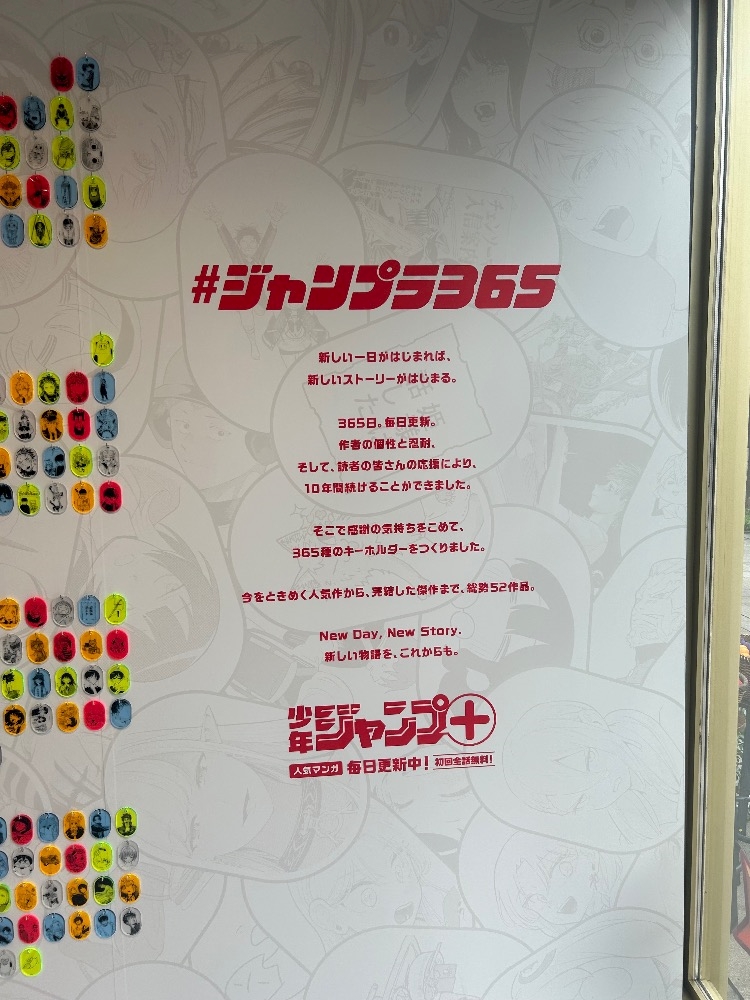 #ジャンプラ365
新しい一日がはじまれば、
新しいストーリーがはじまる。
365日。毎日更新。
作者の個性と忍耐、
そして、読者の皆さんの応援により、
10年間続けることができました。
そこで感謝の気持ちをこめて、
365種のキーホルダーをつくりました。
今をときめく人気作から、完結した傑作まで、総勢52作品。
New Day, New Story.
新しい物語を、これからも。
少年ジャンプ+
人気マンガ 毎日更新中! 初回全話無料!